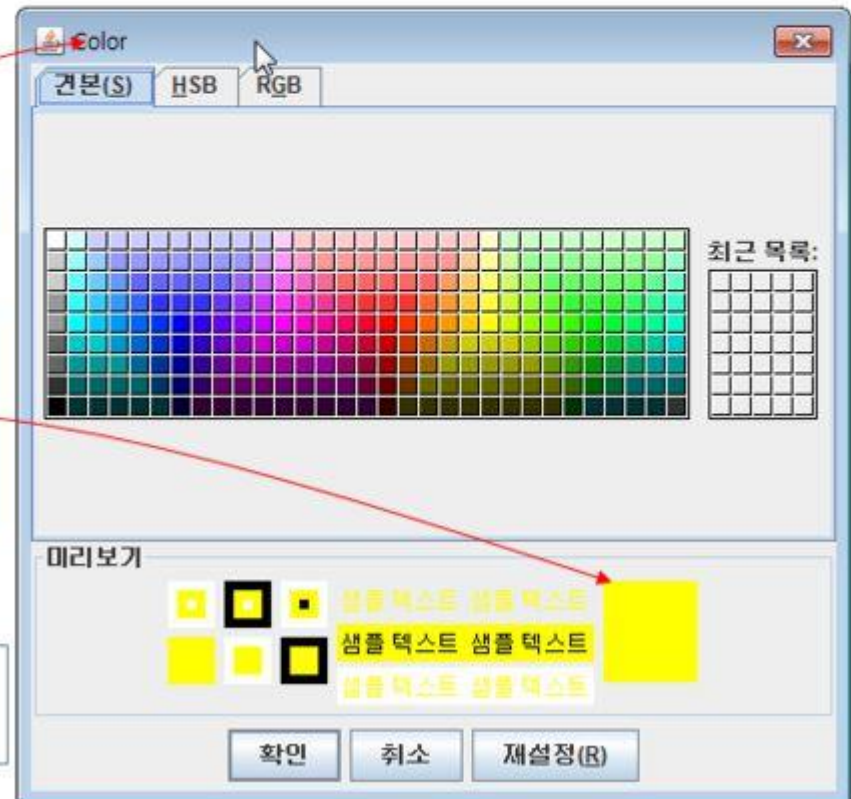 Color
견본(S) HSB RGB
최근 목록:
미리보기
샘플 텍스트 샘플 텍스트
샘플 텍스트 샘플 텍스트
샘플 텍스트 샘플 텍스트
확인 취소 재설정(R)